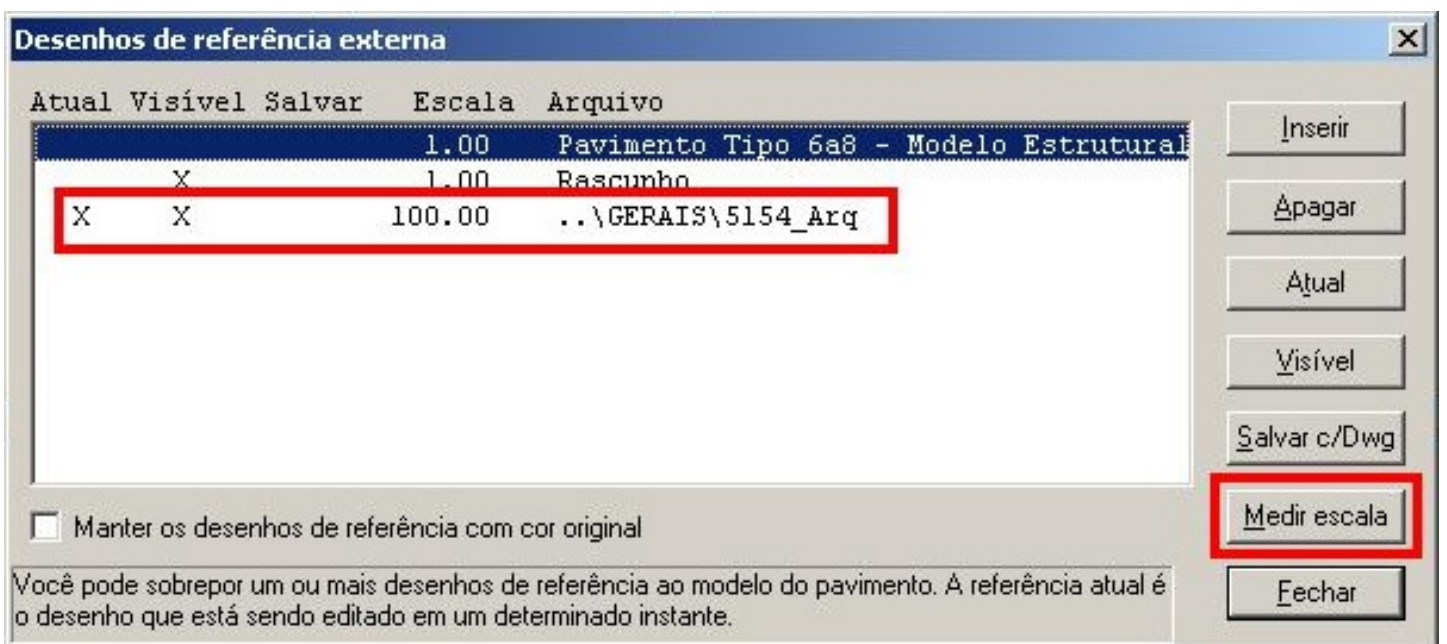 Desenhos de referência externa
Atual Visível Salvar Escala Arquivo
1.00 Pavimento Tipo 6a8 - Modelo Estrutural
X 1.00 Rascunho
X X 100.00 ..\GERAIS\5154_Arq
Inserir
Apagar
Atual
Visível
Salvar c/Dwg
Medir escala
Fechar
Manter os desenhos de referência com cor original
Você pode sobrepor um ou mais desenhos de referência ao modelo do pavimento. A referência atual é
o desenho que está sendo editado em um determinado instante.